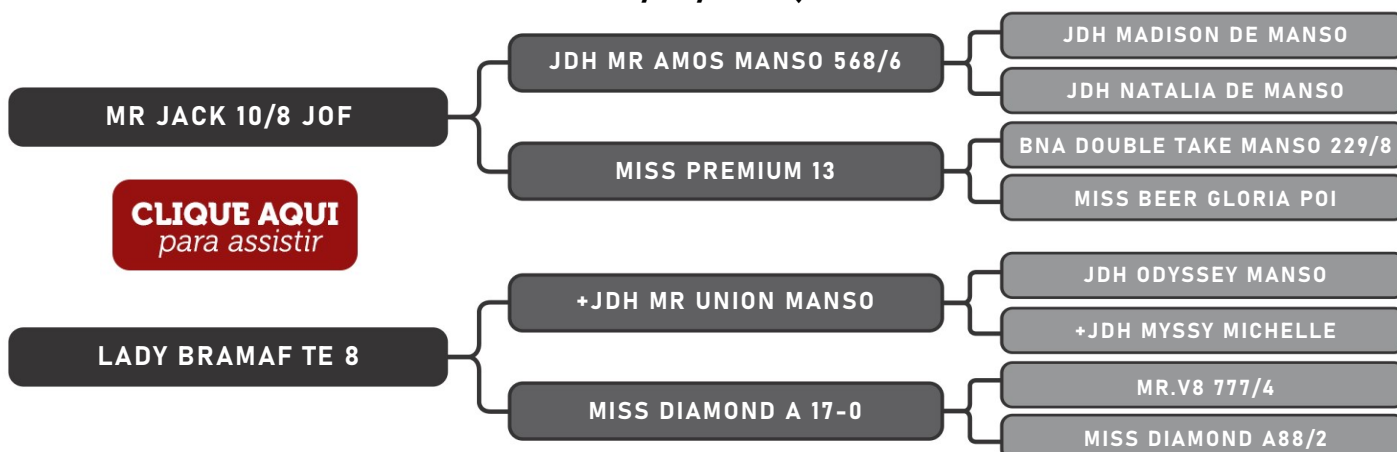 JDH MADISON DE MANSO
JDH MR AMOS MANSO 568/6
JDH NATALIA DE MANSO
MR JACK 10/8 JOF
BNA DOUBLE TAKE MANSO 229/8
MISS PREMIUM 13
MISS BEER GLORIA POI
CLIQUE AQUI
para assistir
JDH ODYSSEY MANSO
+JDH MR UNION MANSO
+JDH MYSSY MICHELLE
LADY BRAMAF TE 8
MR.V8 777/4
MISS DIAMOND A 17-0
MISS DIAMOND A88/2